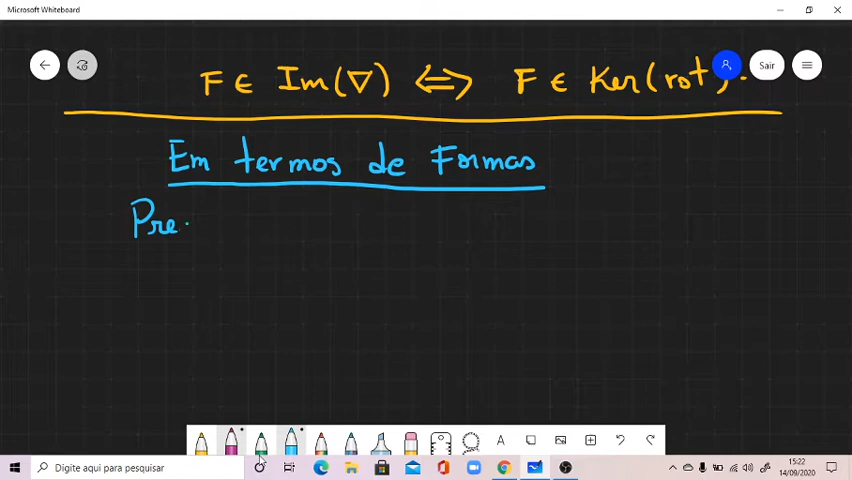 Microsoft Whiteboard
F ∈ Im(∇) ⟺ F ∈ Ker(rot).
Sair
Em termos de Formas
Pre
Digite aqui para pesquisar
15:22
14/09/2020